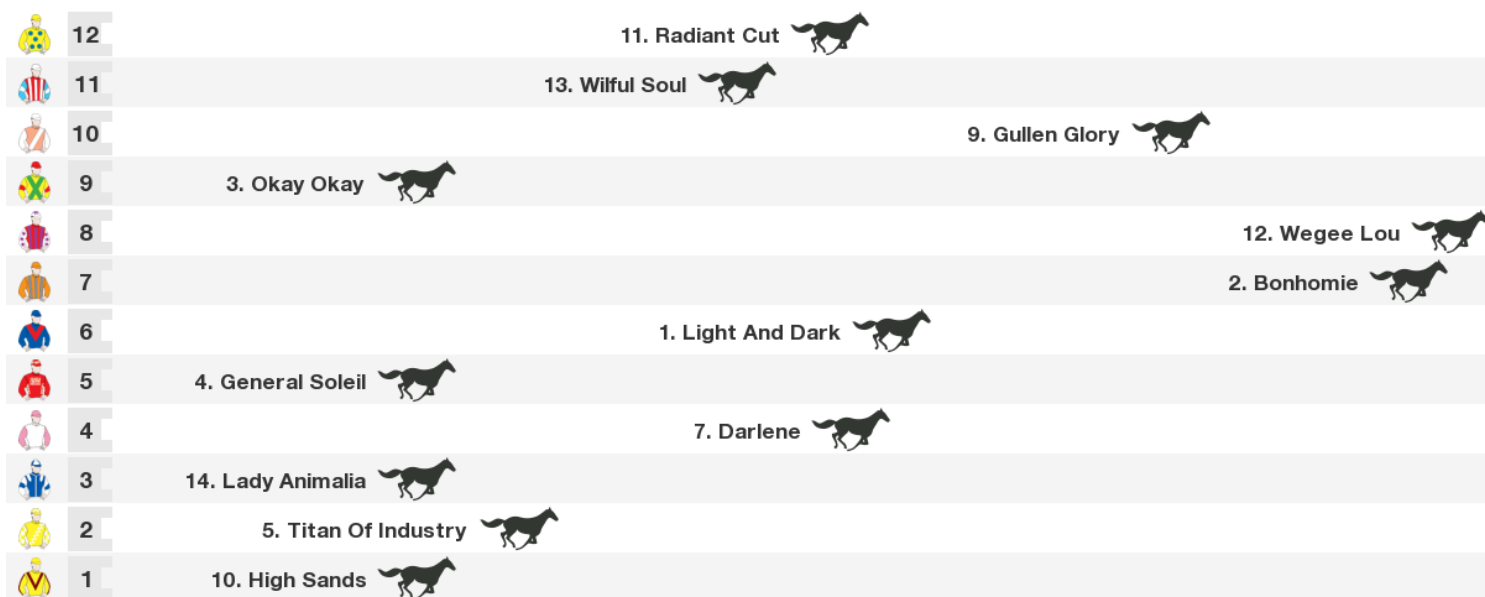 12 11. Radiant Cut
11 13. Wilful Soul
10 9. Gullen Glory
9 3. Okay Okay
8 12. Wegee Lou
7 2. Bonhomie
6 1. Light And Dark
5 4. General Soleil
4 7. Darlene
3 14. Lady Animalia
2 5. Titan Of Industry
1 10. High Sands